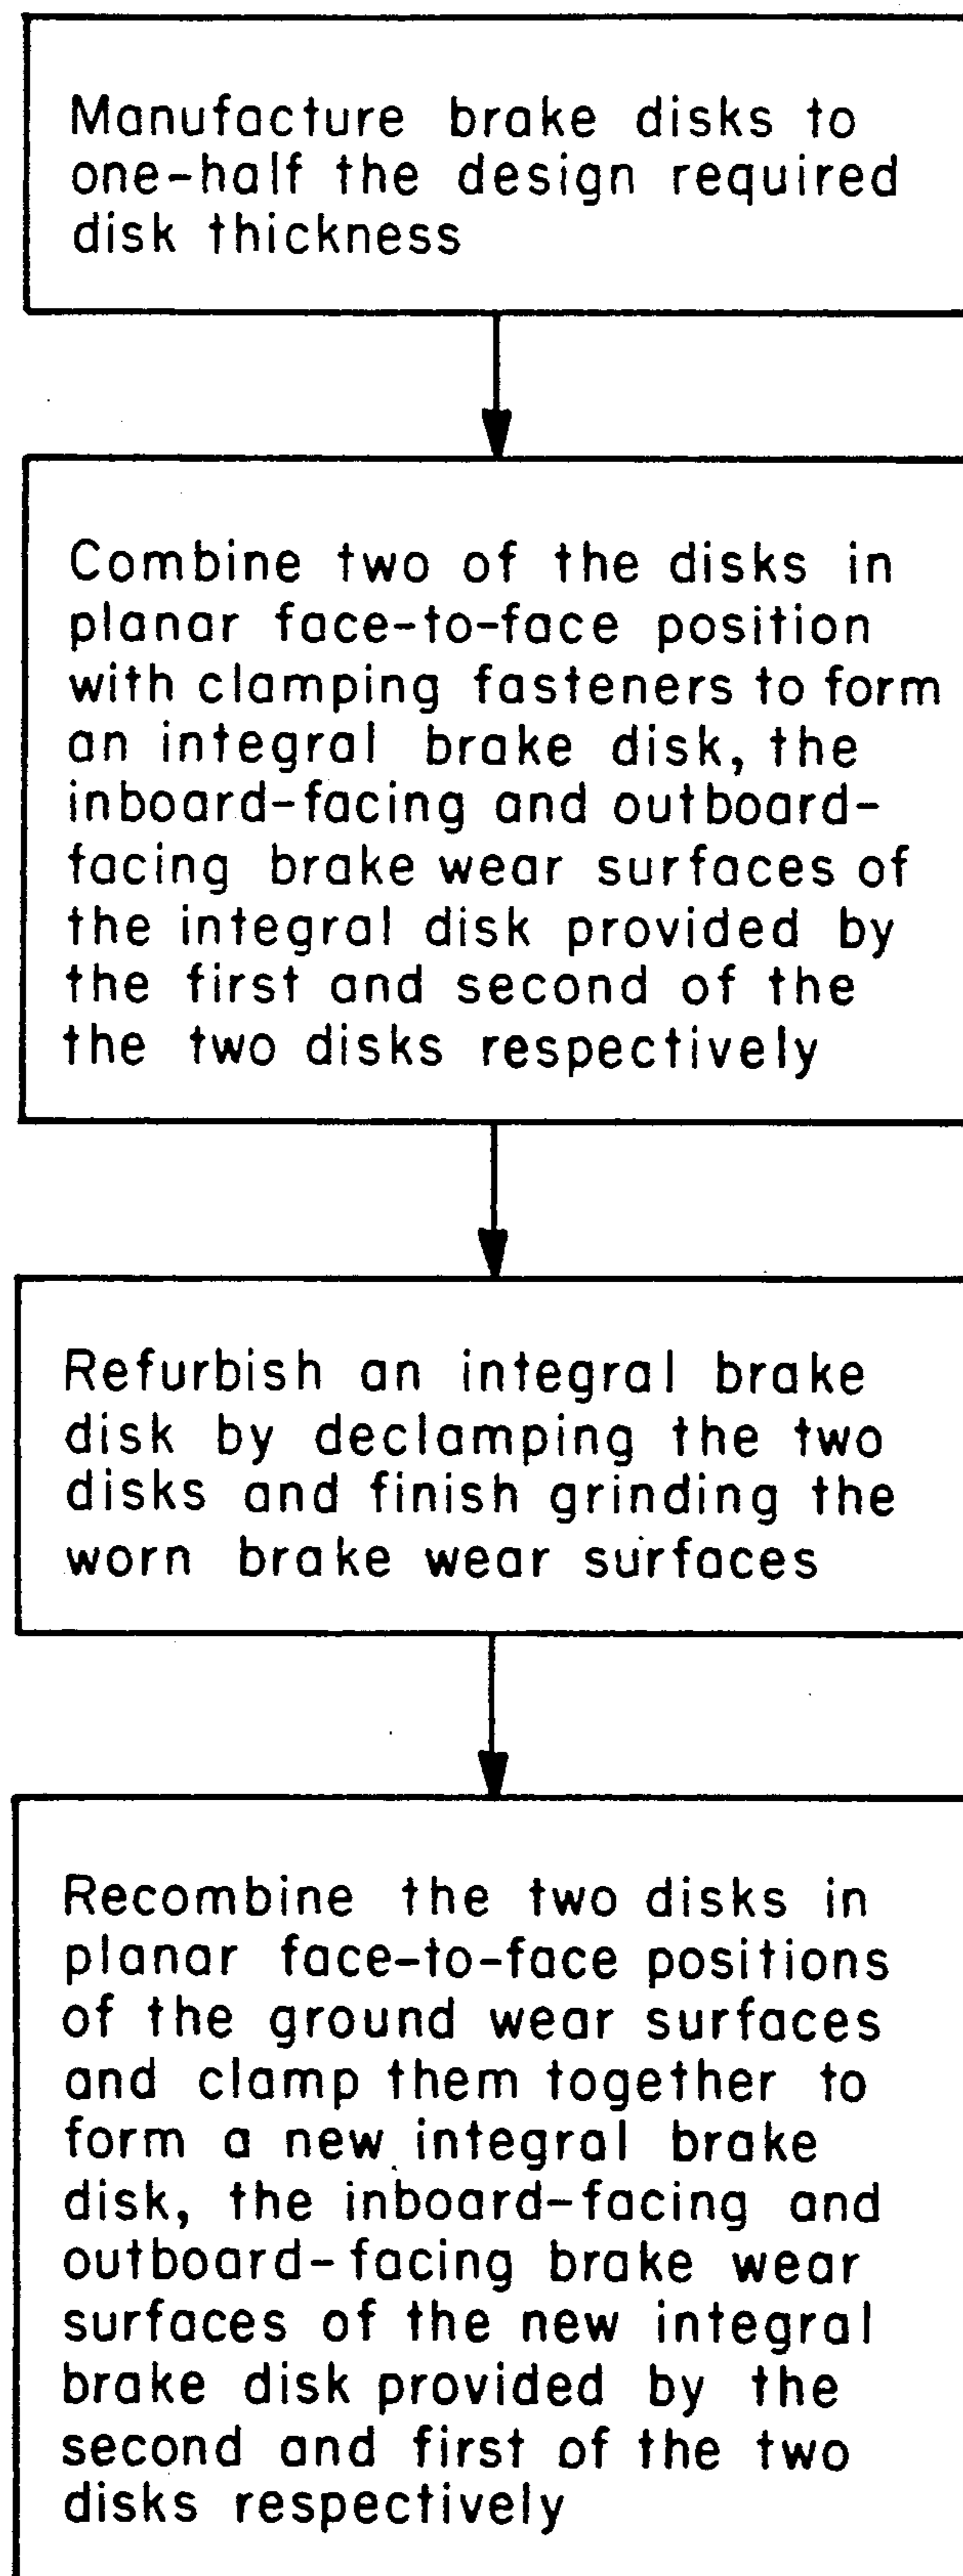 Manufacture brake disks to
one-half the design required
disk thickness
Combine two of the disks in
planar face-to-face position
with clamping fasteners to form
an integral brake disk, the
inboard-facing and outboard-
facing brake wear surfaces of
the integral disk provided by
the first and second of the
the two disks respectively
Refurbish an integral brake
disk by declamping the two
disks and finish grinding the
worn brake wear surfaces
Recombine the two disks in
planar face-to-face positions
of the ground wear surfaces
and clamp them together to
form a new integral brake
disk, the inboard-facing and
outboard-facing brake wear
surfaces of the new integral
brake disk provided by the
second and first of the two
disks respectively